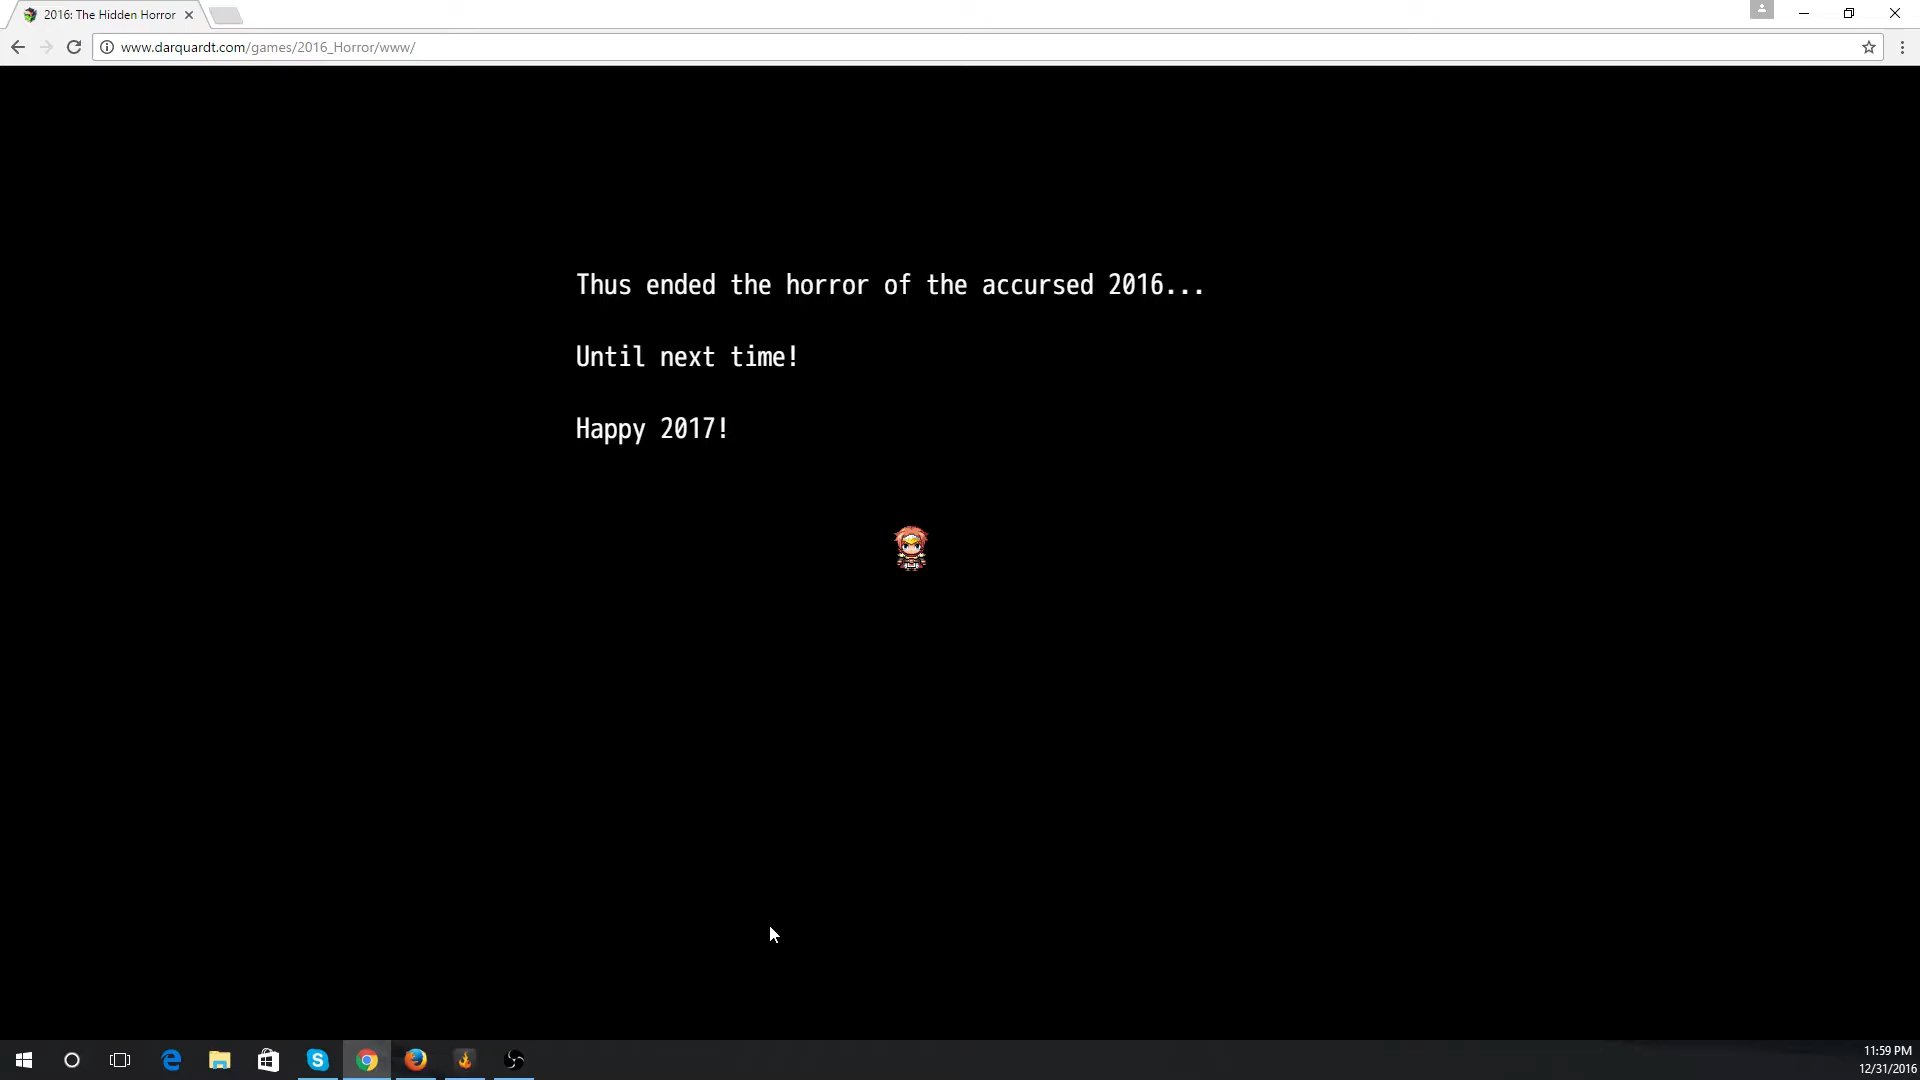 2016: The Hidden Horror
www.darquardt.com/games/2016_Horror/www/
Thus ended the horror of the accursed 2016...
Until next time!
Happy 2017!
11:59 PM
12/31/2016